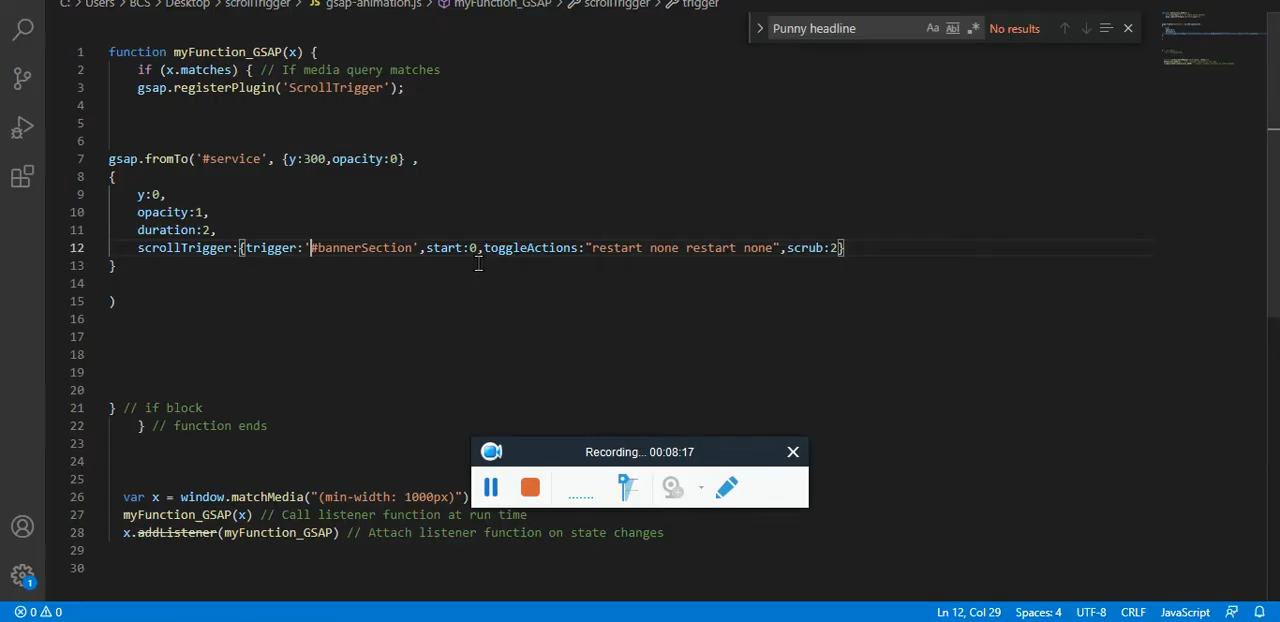 C: > Users > BCS > Desktop > scrollTrigger > JS gsap-animation.js > myFunction_GSAP > scrollTrigger > trigger
Punny headline Aa Abl .* No results
1 function myFunction_GSAP(x) {
2 if (x.matches) { // If media query matches
3 gsap.registerPlugin('ScrollTrigger');
4
5
6
7 gsap.fromTo('#service', {y:300,opacity:0} ,
8 {
9 y:0,
10 opacity:1,
11 duration:2,
12 scrollTrigger:{trigger:'#bannerSection',start:0,toggleActions:"restart none restart none",scrub:2}
13 }
14
15 )
16
17
18
19
20
21 } // if block
22 } // function ends
23
24
25
26 var x = window.matchMedia("(min-width: 1000px)")
27 myFunction_GSAP(x) // Call listener function at run time
28 x.addListener(myFunction_GSAP) // Attach listener function on state changes
29
30
Recording... 00:08:17
1
0 0 Ln 12, Col 29 Spaces: 4 UTF-8 CRLF JavaScript